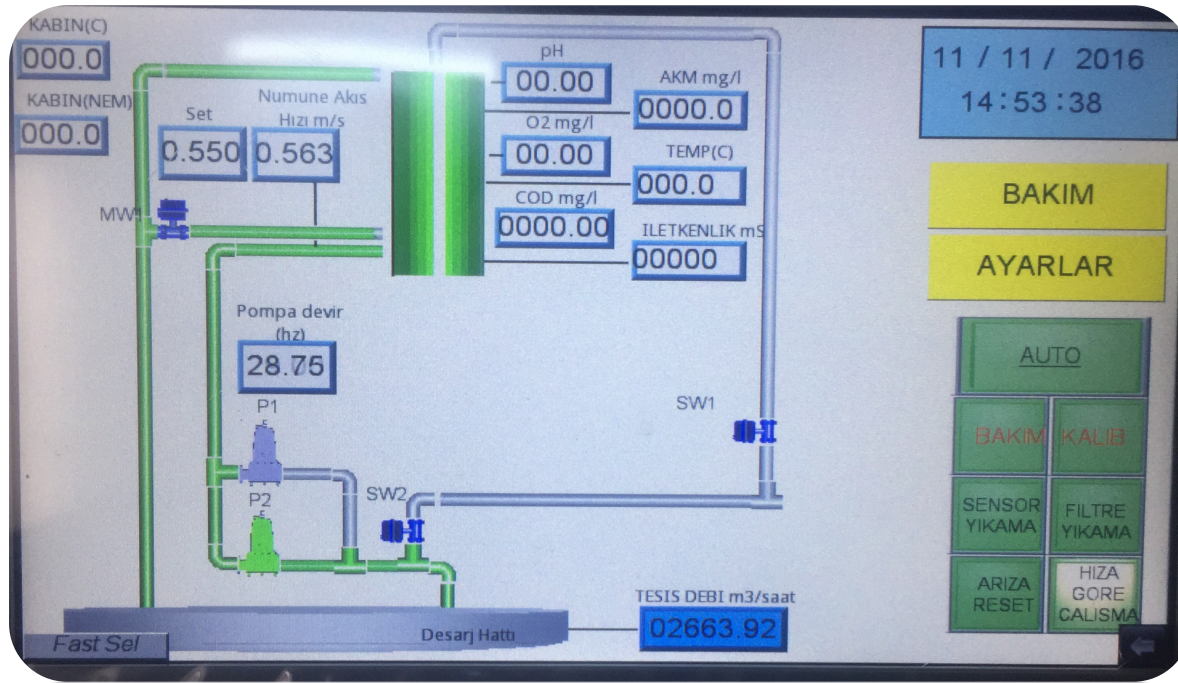 KABIN(C)
000.0
KABIN(NEM)
000.0
Set
0.550
Numune Akıs
Hızı m/s
0.563
pH
00.00
AKM mg/l
0000.0
O2 mg/l
00.00
TEMP(C)
000.0
COD mg/l
0000.00
ILETKENLIK mS
00000
11 / 11 / 2016
14:53:38
BAKIM
AYARLAR
MW1
Pompa devir
(hz)
28.75
P1
P2
SW2
SW1
AUTO
BAKIM
KALIB
SENSOR
YIKAMA
FILTRE
YIKAMA
ARIZA
RESET
HIZA
GORE
CALISMA
TESIS DEBI m3/saat
02663.92
Desarj Hattı
Fast Sel